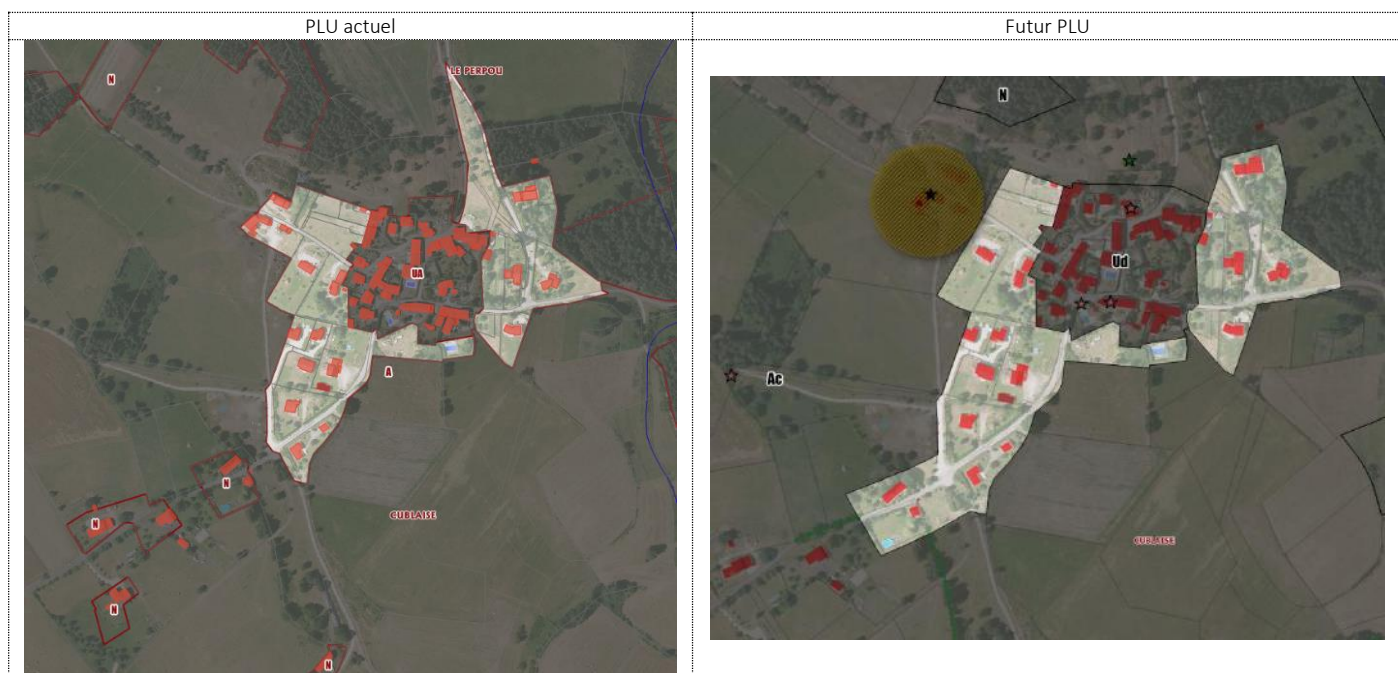 PLU actuel
Futur PLU
LE PERPOU
N
UA
A
N
N
CUBLAISE
N
N
N
Ud
Ac
CUBLAISE